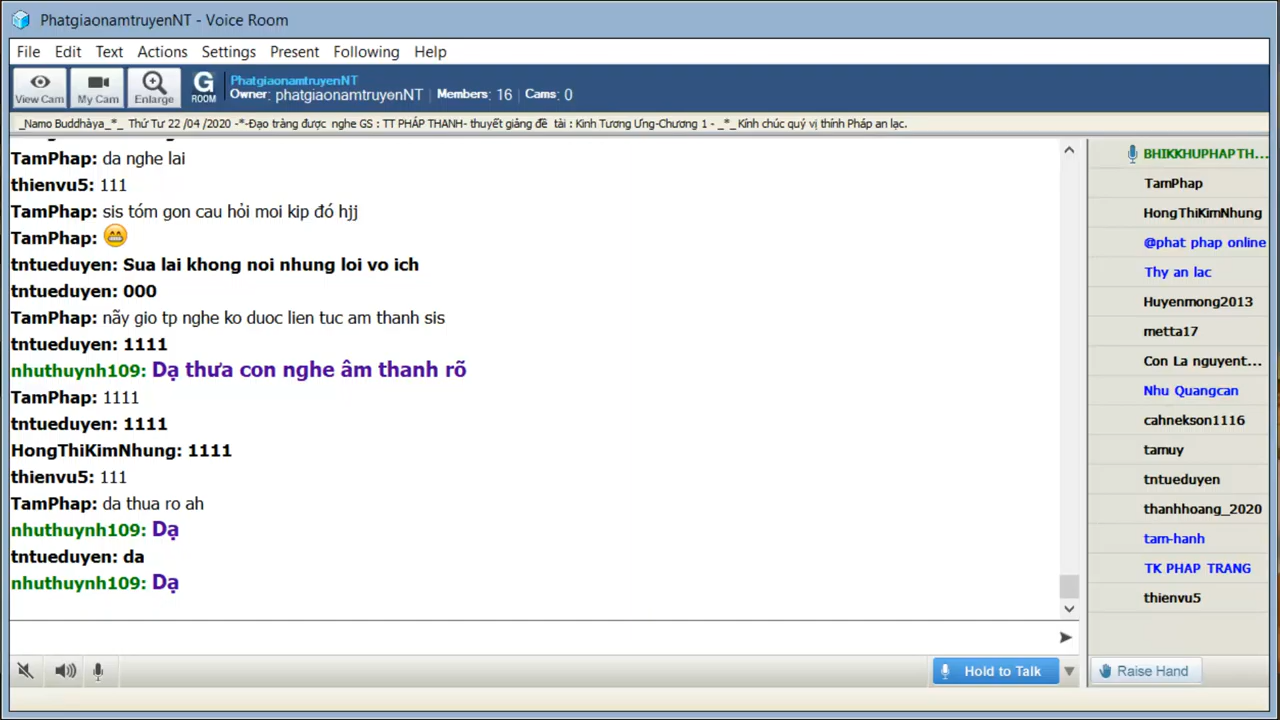 PhatgiaonamtruyenNT - Voice Room
File Edit Text Actions Settings Present Following Help
View Cam My Cam Enlarge G ROOM
PhatgiaonamtruyenNT
Owner: phatgiaonamtruyenNT | Members: 16 | Cams: 0
_Namo Buddhàya_*_ Thứ Tư 22 /04 /2020 -*-Đạo tràng được nghe GS : TT PHÁP THANH- thuyết giảng đề tài : Kinh Tương Ưng-Chương 1 - _*_ Kính chúc quý vị thính Pháp an lạc.
TamPhap: da nghe lai
thienvu5: 111
TamPhap: sis tóm gon cau hỏi moi kip đó hjj
TamPhap:
tntueduyen: Sua lai khong noi nhung loi vo ich
tntueduyen: 000
TamPhap: nãy gio tp nghe ko duoc lien tuc am thanh sis
tntueduyen: 1111
nhuthuynh109: Dạ thưa con nghe âm thanh rõ
TamPhap: 1111
tntueduyen: 1111
HongThiKimNhung: 1111
thienvu5: 111
TamPhap: da thua ro ah
nhuthuynh109: Dạ
tntueduyen: da
nhuthuynh109: Dạ
BHIKKHUPHAPTH...
TamPhap
HongThiKimNhung
@phat phap online
Thy an lac
Huyenmong2013
metta17
Con La nguyent...
Nhu Quangcan
cahnekson1116
tamuy
tntueduyen
thanhhoang_2020
tam-hanh
TK PHAP TRANG
thienvu5
Hold to Talk
Raise Hand